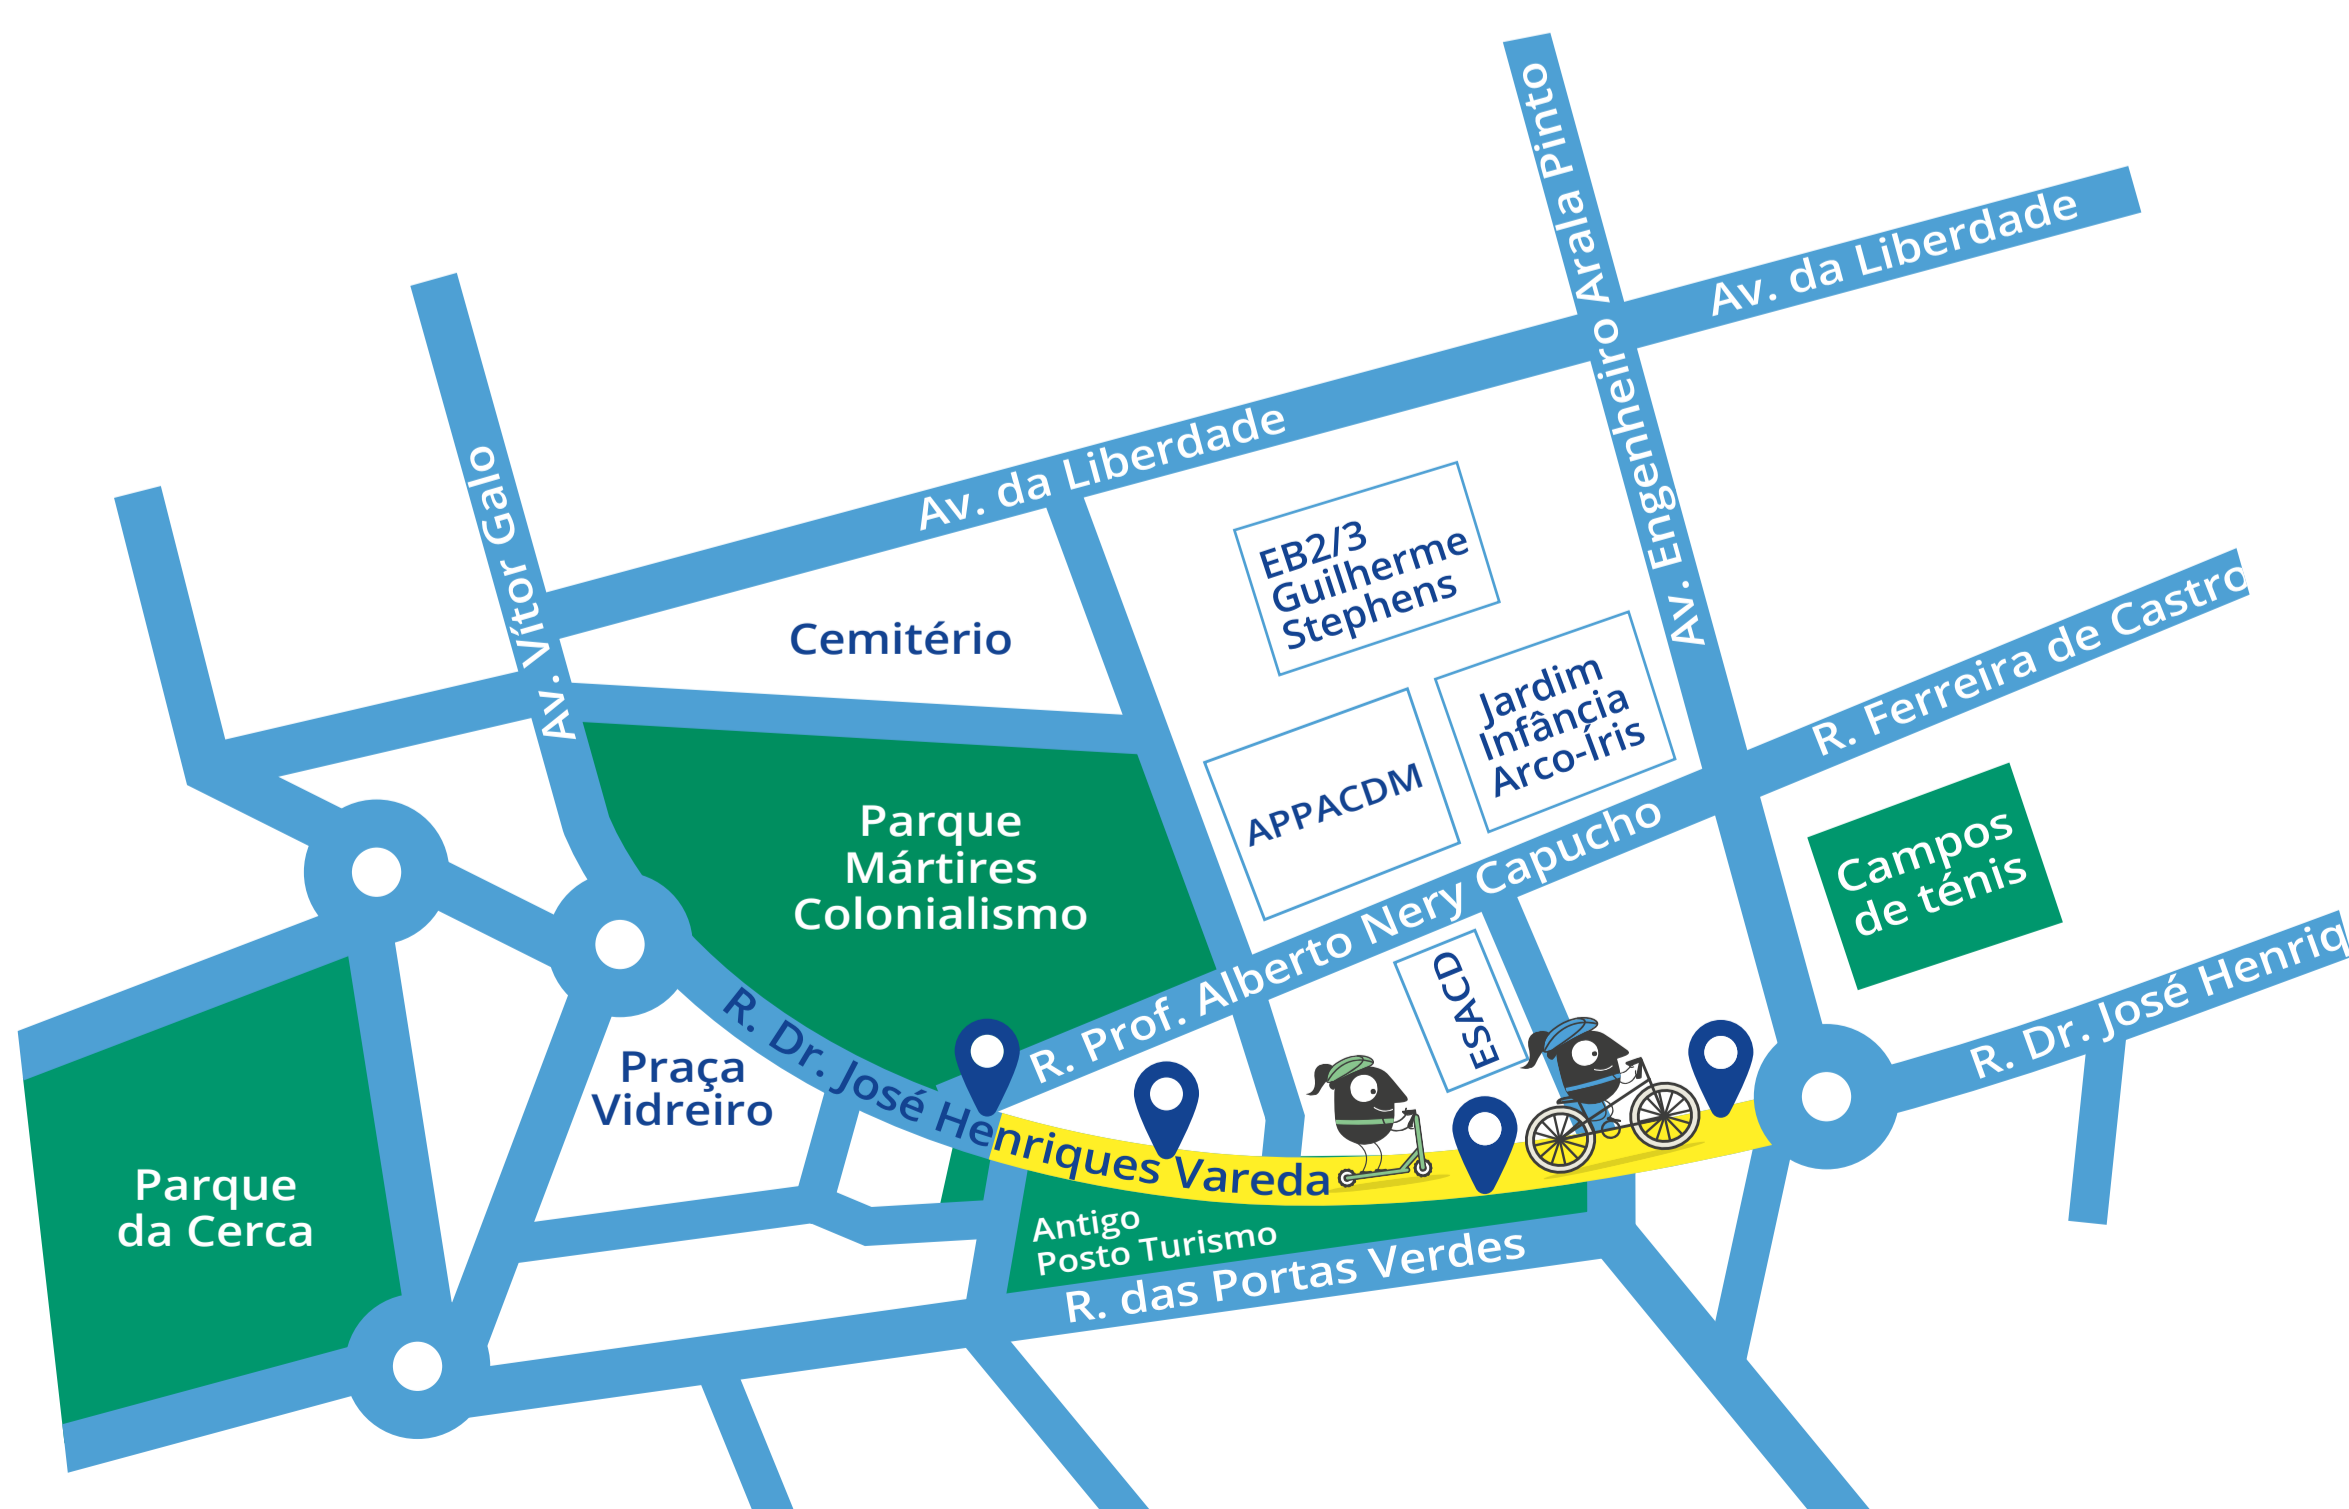 Av. Engenheiro Arala Pinto
Av. da Liberdade
Av. da Liberdade
Av. Vítor Galo
EB2/3
Guilherme
Stephens
Cemitério
Jardim
Infância
Arco-Íris
R. Ferreira de Castro
APPACDM
Parque
Mártires
Colonialismo
Campos
de ténis
R. Prof. Alberto Nery Capucho
ESACD
R. Dr. José Henriq
R. Dr. José Henriques Vareda
Praça
Vidreiro
Parque
da Cerca
Antigo
Posto Turismo
R. das Portas Verdes